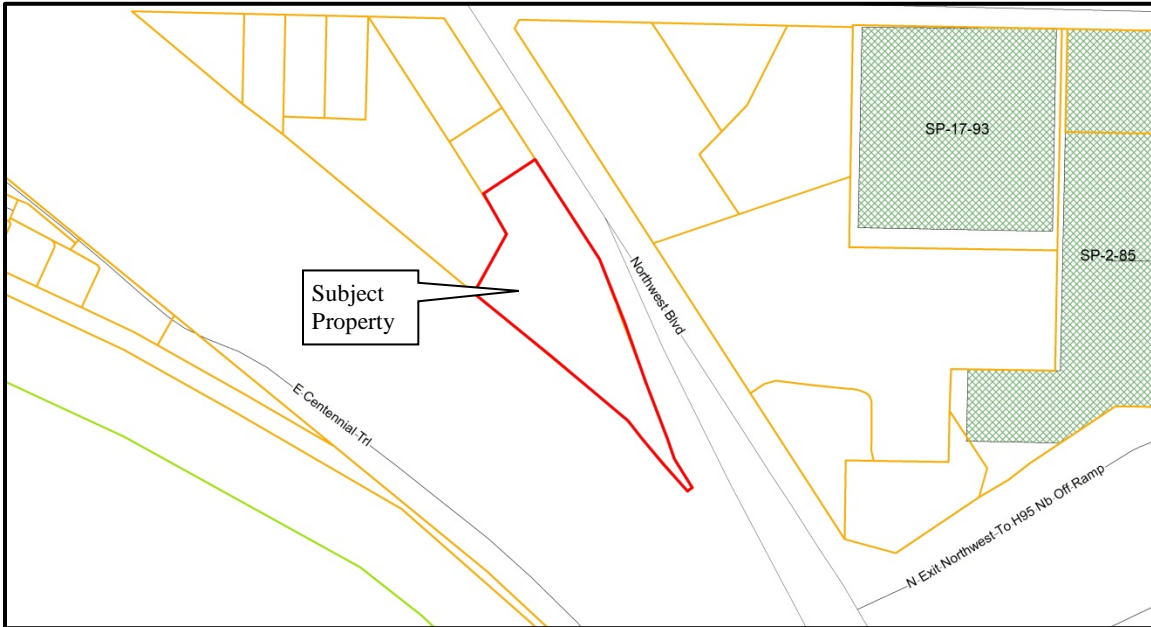 SP-17-93
SP-2-85
Subject
Property
Northwest Blvd
E Centennial Trl
N Exit Northwest To H95 Nb Off Ramp